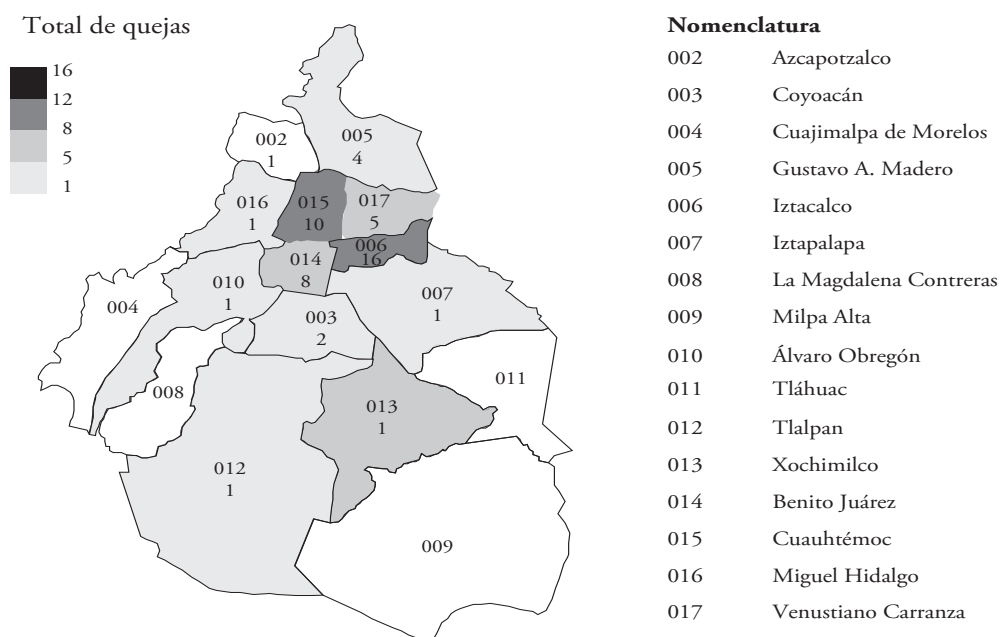 Total de quejas
16
12
8
5
1
002
1
005
4
016
1
015
10
017
5
006
16
014
8
010
1
004
007
1
003
2
008
011
013
1
012
1
009
Nomenclatura
002 Azcapotzalco
003 Coyoacán
004 Cuajimalpa de Morelos
005 Gustavo A. Madero
006 Iztacalco
007 Iztapalapa
008 La Magdalena Contreras
009 Milpa Alta
010 Álvaro Obregón
011 Tláhuac
012 Tlalpan
013 Xochimilco
014 Benito Juárez
015 Cuauhtémoc
016 Miguel Hidalgo
017 Venustiano Carranza